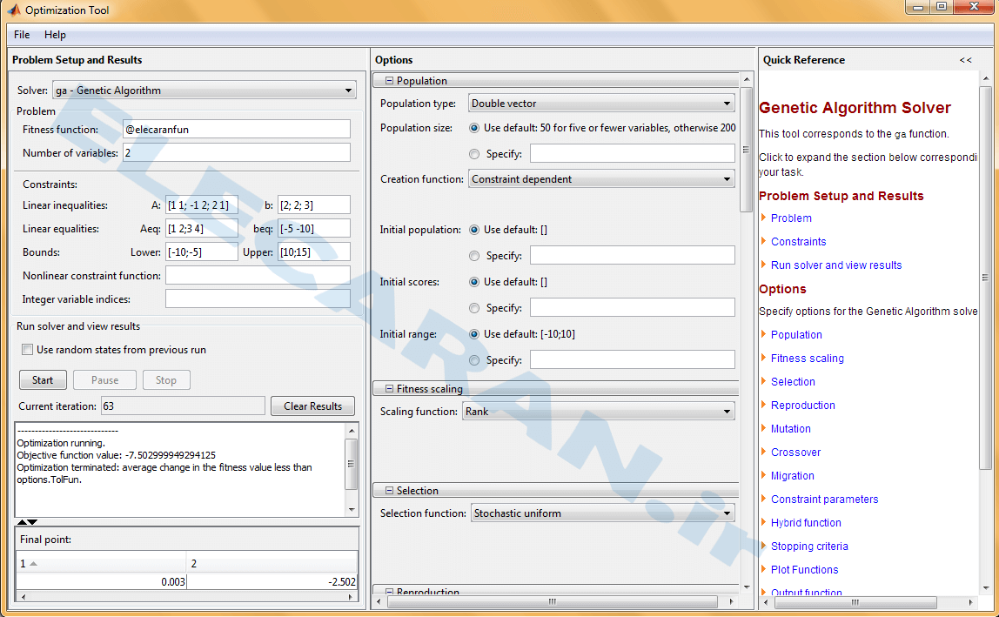 Optimization Tool
File Help
Problem Setup and Results
Solver: ga - Genetic Algorithm
Problem
Fitness function: @elecaranfun
Number of variables: 2
Constraints:
Linear inequalities: A: [1 1; -1 2; 2 1] b: [2; 2; 3]
Linear equalities: Aeq: [1 2;3 4] beq: [-5 -10]
Bounds: Lower: [-10;-5] Upper: [10;15]
Nonlinear constraint function:
Integer variable indices:
Run solver and view results
Use random states from previous run
Start Pause Stop
Current iteration: 63 Clear Results
------------------------------
Optimization running.
Objective function value: -7.502999949294125
Optimization terminated: average change in the fitness value less than
options.TolFun.
Final point:
1 2
0.003 -2.502
Options
Population
Population type: Double vector
Population size: Use default: 50 for five or fewer variables, otherwise 200
Specify:
Creation function: Constraint dependent
Initial population: Use default: []
Specify:
Initial scores: Use default: []
Specify:
Initial range: Use default: [-10;10]
Specify:
Fitness scaling
Scaling function: Rank
Selection
Selection function: Stochastic uniform
Reproduction
Quick Reference <<
Genetic Algorithm Solver
This tool corresponds to the ga function.
Click to expand the section below correspondi
your task.
Problem Setup and Results
Problem
Constraints
Run solver and view results
Options
Specify options for the Genetic Algorithm solve
Population
Fitness scaling
Selection
Reproduction
Mutation
Crossover
Migration
Constraint parameters
Hybrid function
Stopping criteria
Plot Functions
Output function
ELECARAN.ir